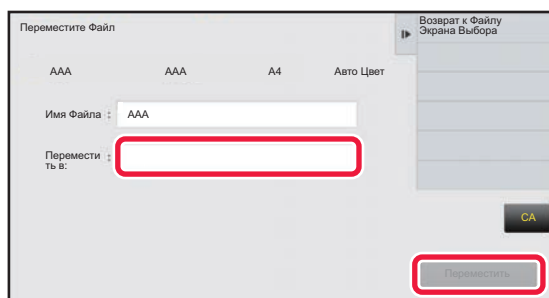 Переместите Файл
Возврат к Файлу
Экрана Выбора
AAA AAA A4 Авто Цвет
Имя Файла : AAA
Перемести :
ть в:
CA
Переместить